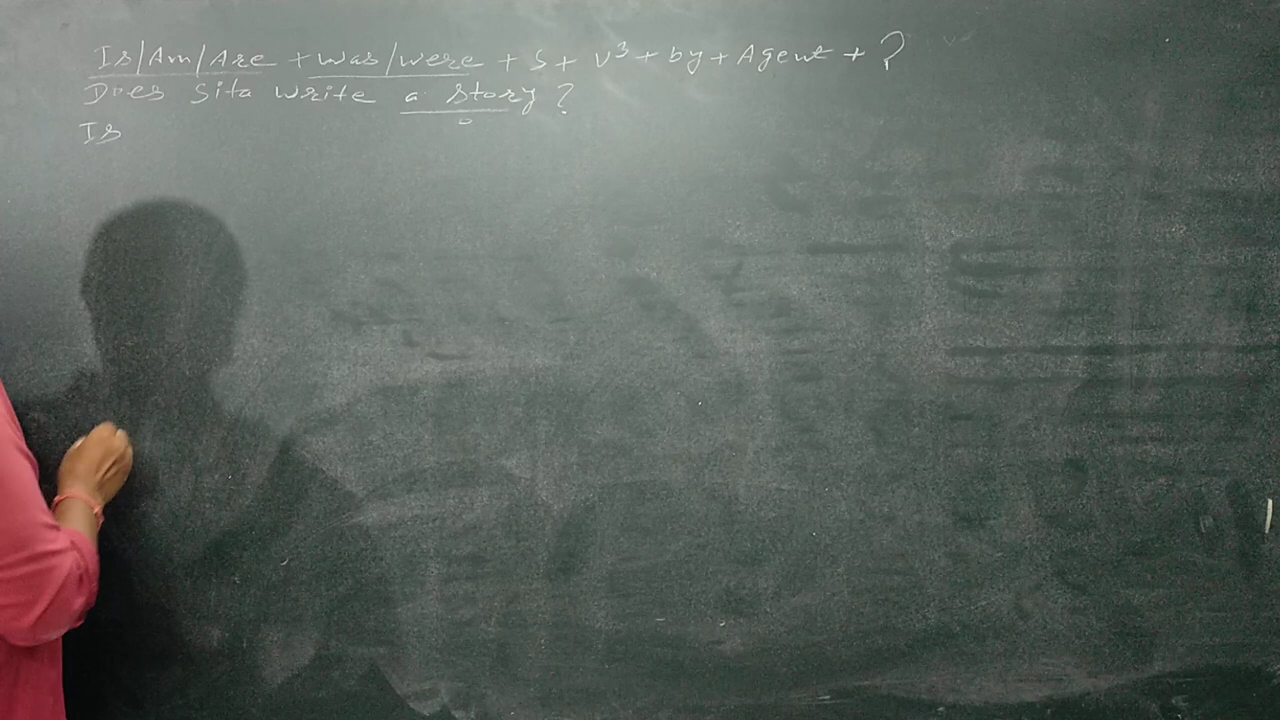 Is/Am/Are + was/were + S + V³ + by + Agent + ?
Does Sita write a story ?
o
Is